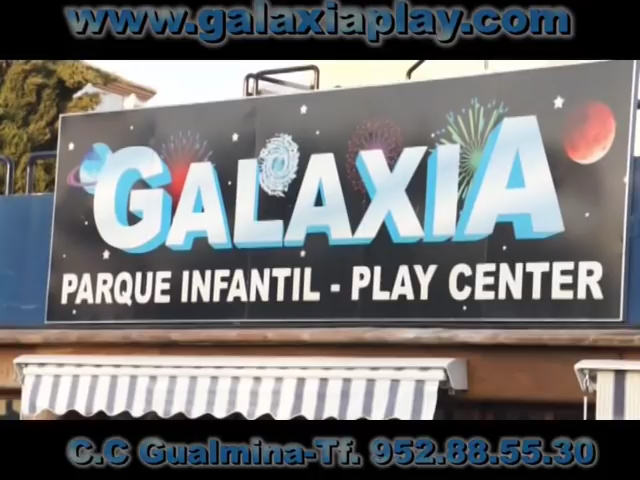 www.galaxiaplay.com
GALAXIA
PARQUE INFANTIL - PLAY CENTER
C.C Gualmina-Tf. 952.88.55.30